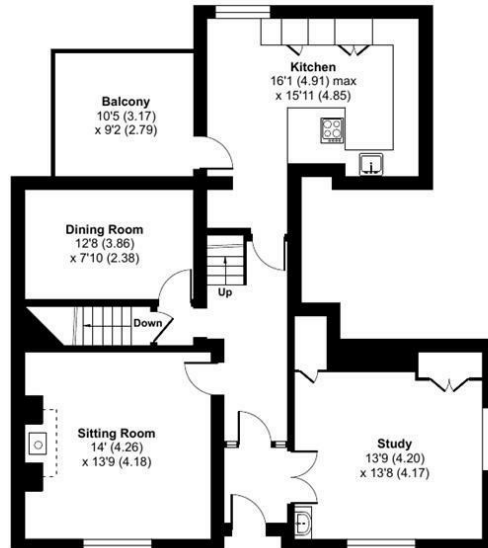 Kitchen
16'1 (4.91) max
x 15'11 (4.85)
Balcony
10'5 (3.17)
x 9'2 (2.79)
Dining Room
12'8 (3.86)
x 7'10 (2.38)
Up
Down
Sitting Room
14' (4.26)
x 13'9 (4.18)
Study
13'9 (4.20)
x 13'8 (4.17)